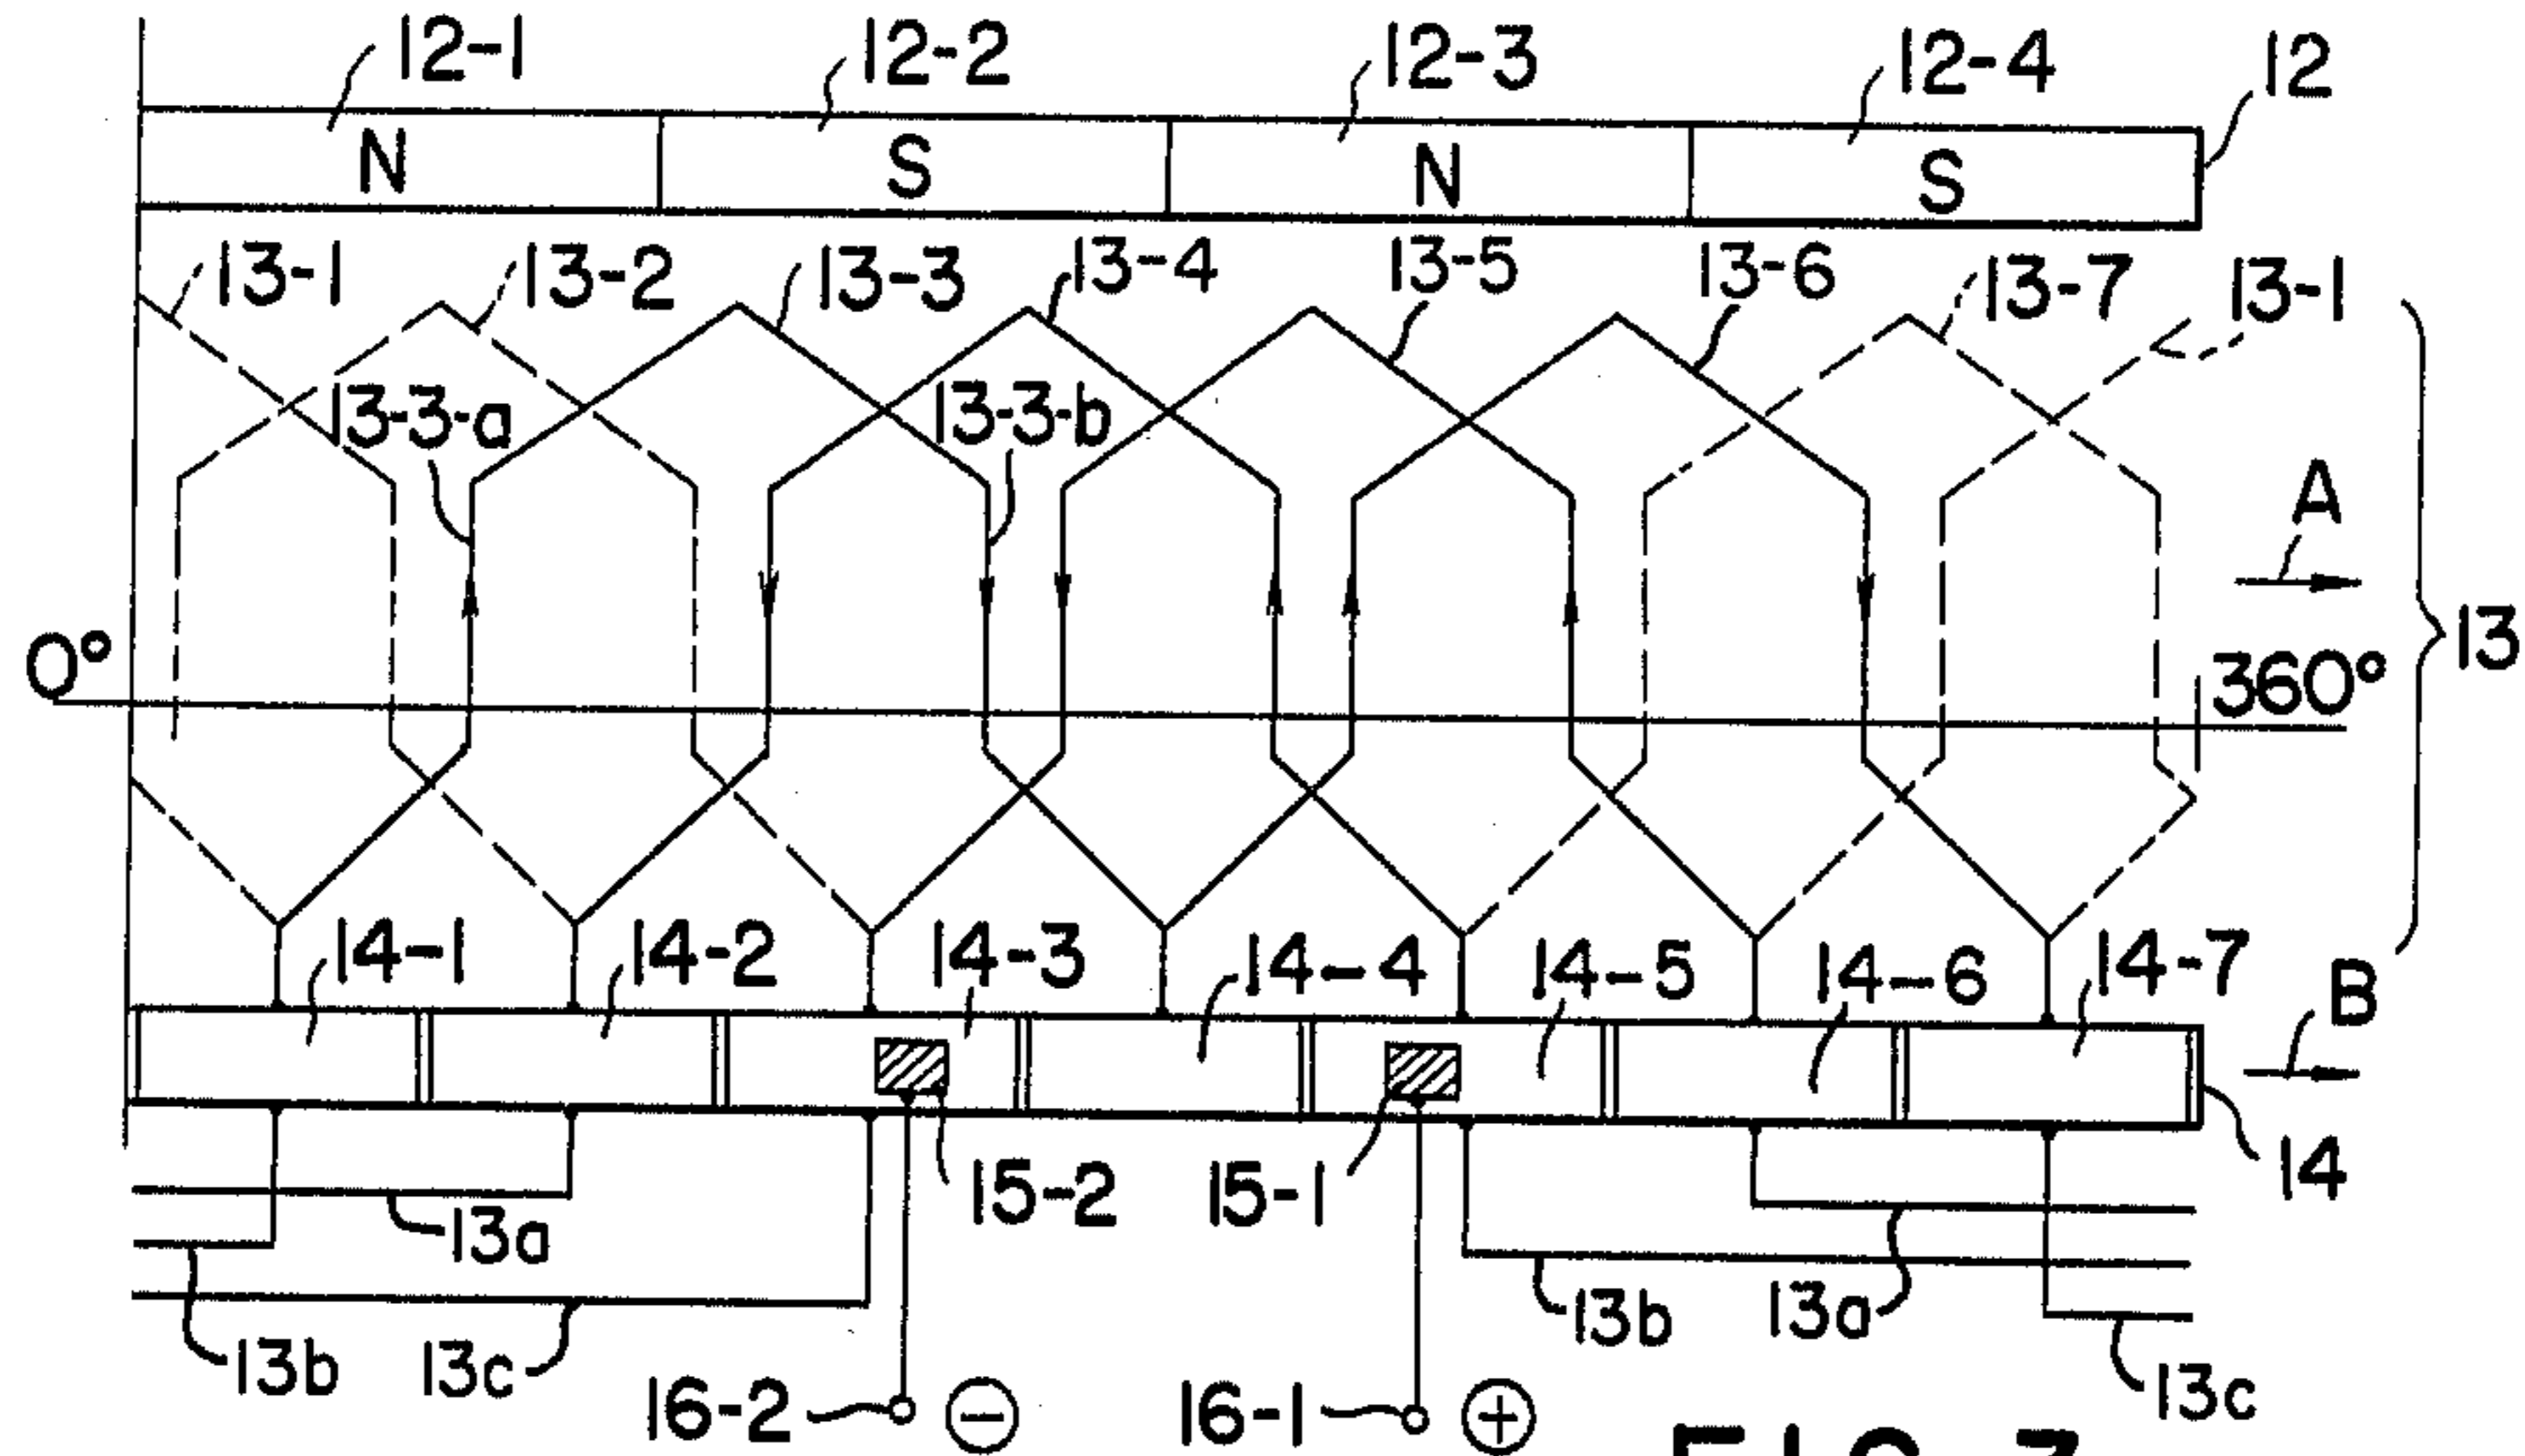 12-1 12-2 12-3 12-4 12
N S N S
13-1 13-2 13-3 13-4 13-5 13-6 13-7 13-1
13-3-a 13-3-b
A
0° 360° 13
14-1 14-2 14-3 14-4 14-5 14-6 14-7
B
15-2 15-1 14
13a 13b 13a
13b 13c 13c
16-2 ⊖ 16-1 ⊕